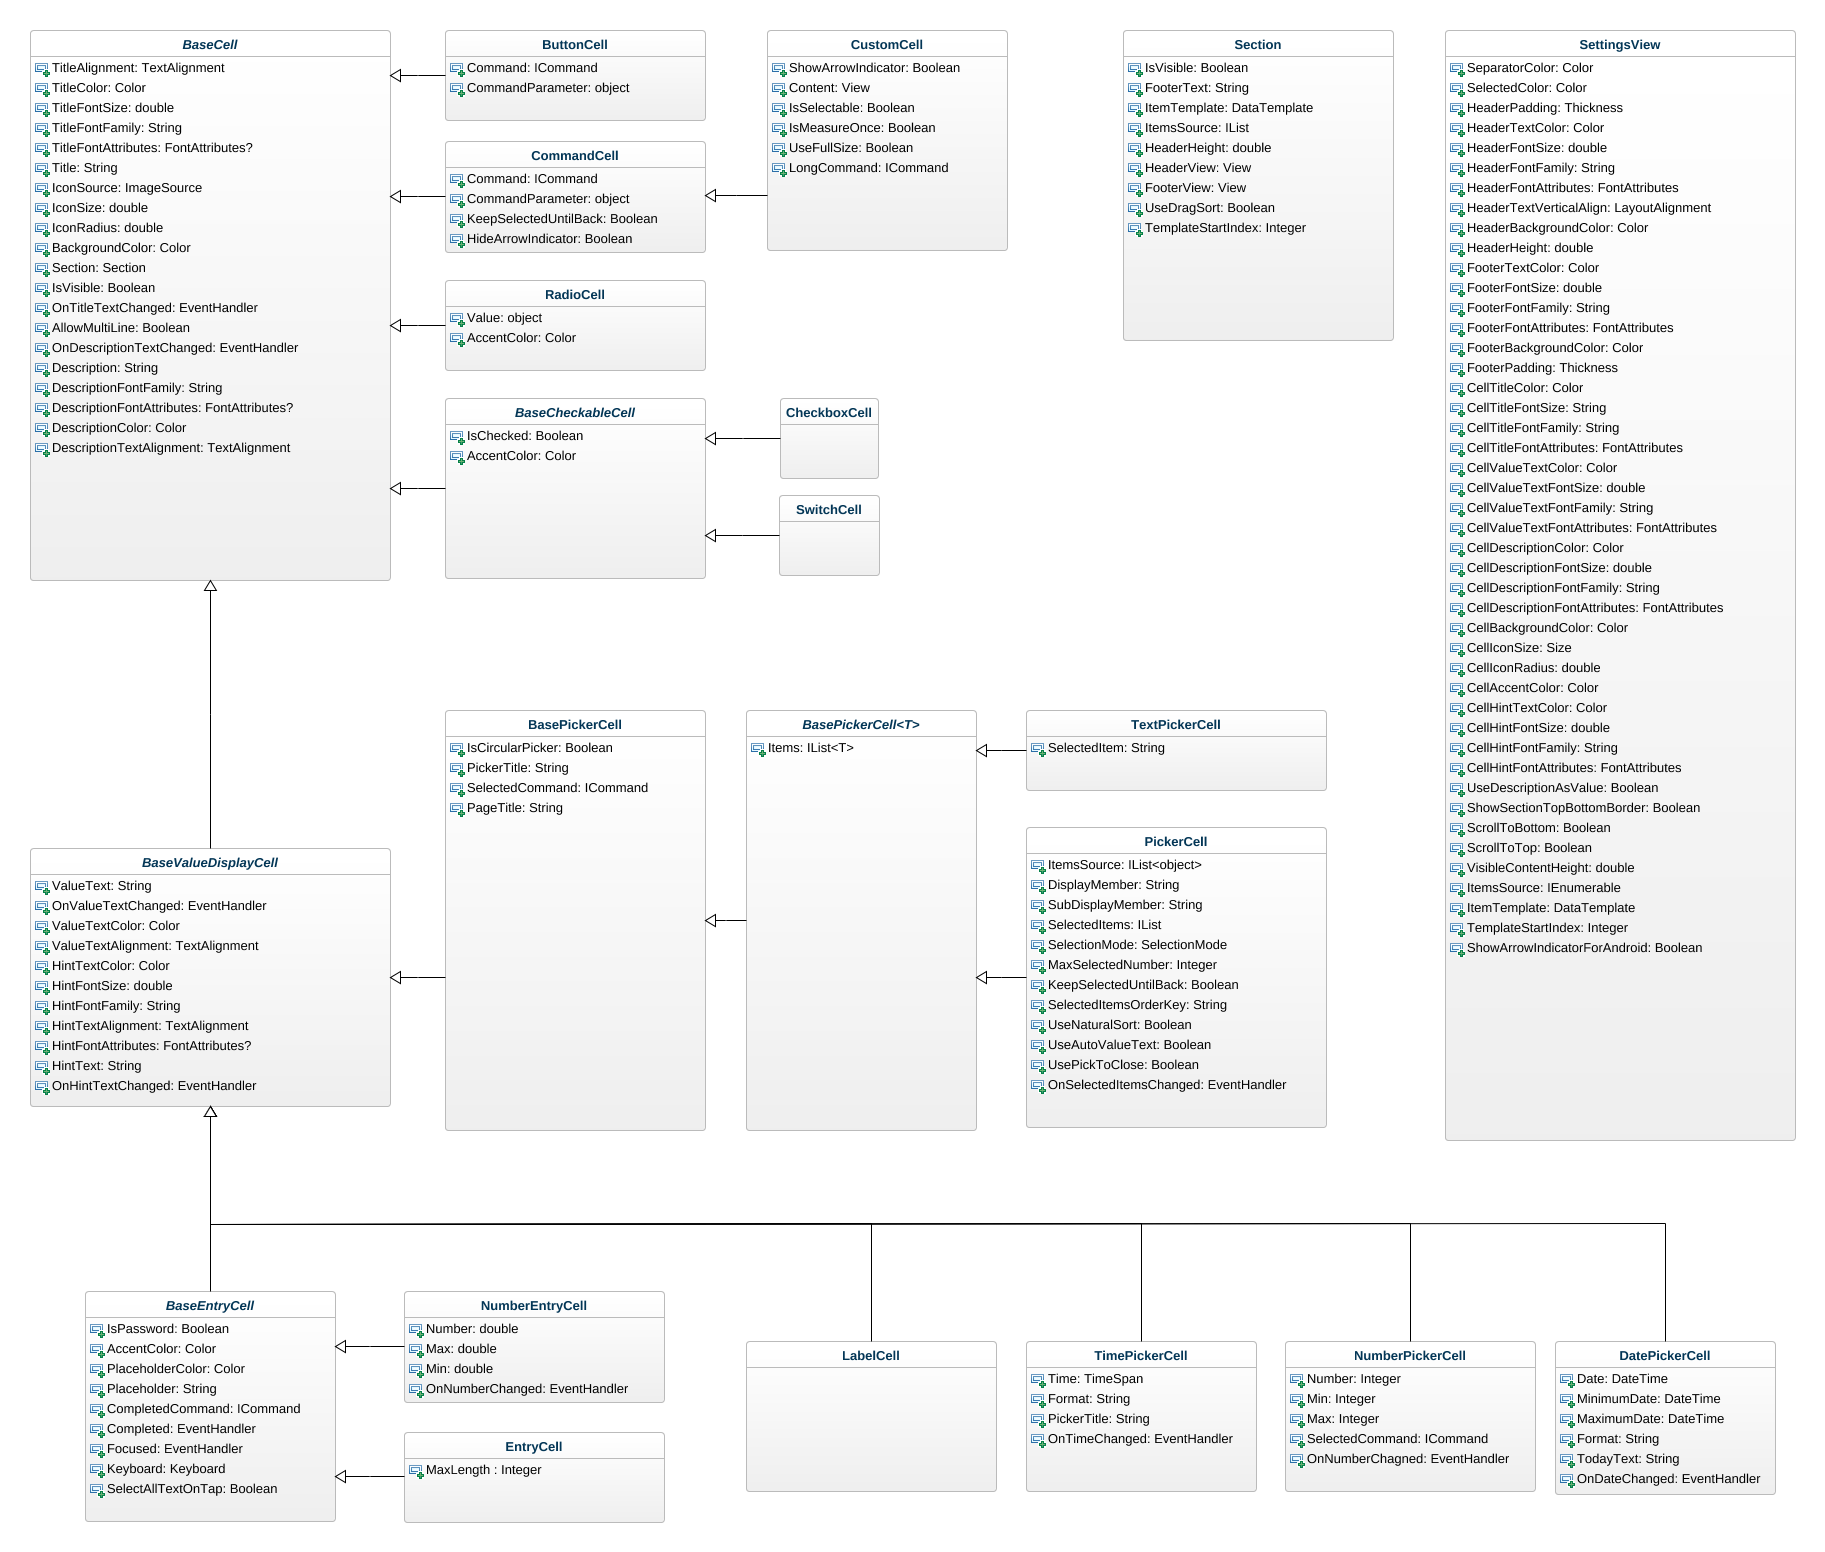 BaseCell
TitleAlignment: TextAlignment
TitleColor: Color
TitleFontSize: double
TitleFontFamily: String
TitleFontAttributes: FontAttributes?
Title: String
IconSource: ImageSource
IconSize: double
IconRadius: double
BackgroundColor: Color
Section: Section
IsVisible: Boolean
OnTitleTextChanged: EventHandler
AllowMultiLine: Boolean
OnDescriptionTextChanged: EventHandler
Description: String
DescriptionFontFamily: String
DescriptionFontAttributes: FontAttributes?
DescriptionColor: Color
DescriptionTextAlignment: TextAlignment
ButtonCell
Command: ICommand
CommandParameter: object
CommandCell
Command: ICommand
CommandParameter: object
KeepSelectedUntilBack: Boolean
HideArrowIndicator: Boolean
RadioCell
Value: object
AccentColor: Color
BaseCheckableCell
IsChecked: Boolean
AccentColor: Color
CustomCell
ShowArrowIndicator: Boolean
Content: View
IsSelectable: Boolean
IsMeasureOnce: Boolean
UseFullSize: Boolean
LongCommand: ICommand
CheckboxCell
SwitchCell
Section
IsVisible: Boolean
FooterText: String
ItemTemplate: DataTemplate
ItemsSource: IList
HeaderHeight: double
HeaderView: View
FooterView: View
UseDragSort: Boolean
TemplateStartIndex: Integer
SettingsView
SeparatorColor: Color
SelectedColor: Color
HeaderPadding: Thickness
HeaderTextColor: Color
HeaderFontSize: double
HeaderFontFamily: String
HeaderFontAttributes: FontAttributes
HeaderTextVerticalAlign: LayoutAlignment
HeaderBackgroundColor: Color
HeaderHeight: double
FooterTextColor: Color
FooterFontSize: double
FooterFontFamily: String
FooterFontAttributes: FontAttributes
FooterBackgroundColor: Color
FooterPadding: Thickness
CellTitleColor: Color
CellTitleFontSize: String
CellTitleFontFamily: String
CellTitleFontAttributes: FontAttributes
CellValueTextColor: Color
CellValueTextFontSize: double
CellValueTextFontFamily: String
CellValueTextFontAttributes: FontAttributes
CellDescriptionColor: Color
CellDescriptionFontSize: double
CellDescriptionFontFamily: String
CellDescriptionFontAttributes: FontAttributes
CellBackgroundColor: Color
CellIconSize: Size
CellIconRadius: double
CellAccentColor: Color
CellHintTextColor: Color
CellHintFontSize: double
CellHintFontFamily: String
CellHintFontAttributes: FontAttributes
UseDescriptionAsValue: Boolean
ShowSectionTopBottomBorder: Boolean
ScrollToBottom: Boolean
ScrollToTop: Boolean
VisibleContentHeight: double
ItemsSource: IEnumerable
ItemTemplate: DataTemplate
TemplateStartIndex: Integer
ShowArrowIndicatorForAndroid: Boolean
BaseValueDisplayCell
ValueText: String
OnValueTextChanged: EventHandler
ValueTextColor: Color
ValueTextAlignment: TextAlignment
HintTextColor: Color
HintFontSize: double
HintFontFamily: String
HintTextAlignment: TextAlignment
HintFontAttributes: FontAttributes?
HintText: String
OnHintTextChanged: EventHandler
BasePickerCell
IsCircularPicker: Boolean
PickerTitle: String
SelectedCommand: ICommand
PageTitle: String
BasePickerCell<T>
Items: IList<T>
TextPickerCell
SelectedItem: String
PickerCell
ItemsSource: IList<object>
DisplayMember: String
SubDisplayMember: String
SelectedItems: IList
SelectionMode: SelectionMode
MaxSelectedNumber: Integer
KeepSelectedUntilBack: Boolean
SelectedItemsOrderKey: String
UseNaturalSort: Boolean
UseAutoValueText: Boolean
UsePickToClose: Boolean
OnSelectedItemsChanged: EventHandler
BaseEntryCell
IsPassword: Boolean
AccentColor: Color
PlaceholderColor: Color
Placeholder: String
CompletedCommand: ICommand
Completed: EventHandler
Focused: EventHandler
Keyboard: Keyboard
SelectAllTextOnTap: Boolean
NumberEntryCell
Number: double
Max: double
Min: double
OnNumberChanged: EventHandler
EntryCell
MaxLength : Integer
LabelCell
TimePickerCell
Time: TimeSpan
Format: String
PickerTitle: String
OnTimeChanged: EventHandler
NumberPickerCell
Number: Integer
Min: Integer
Max: Integer
SelectedCommand: ICommand
OnNumberChagned: EventHandler
DatePickerCell
Date: DateTime
MinimumDate: DateTime
MaximumDate: DateTime
Format: String
TodayText: String
OnDateChanged: EventHandler